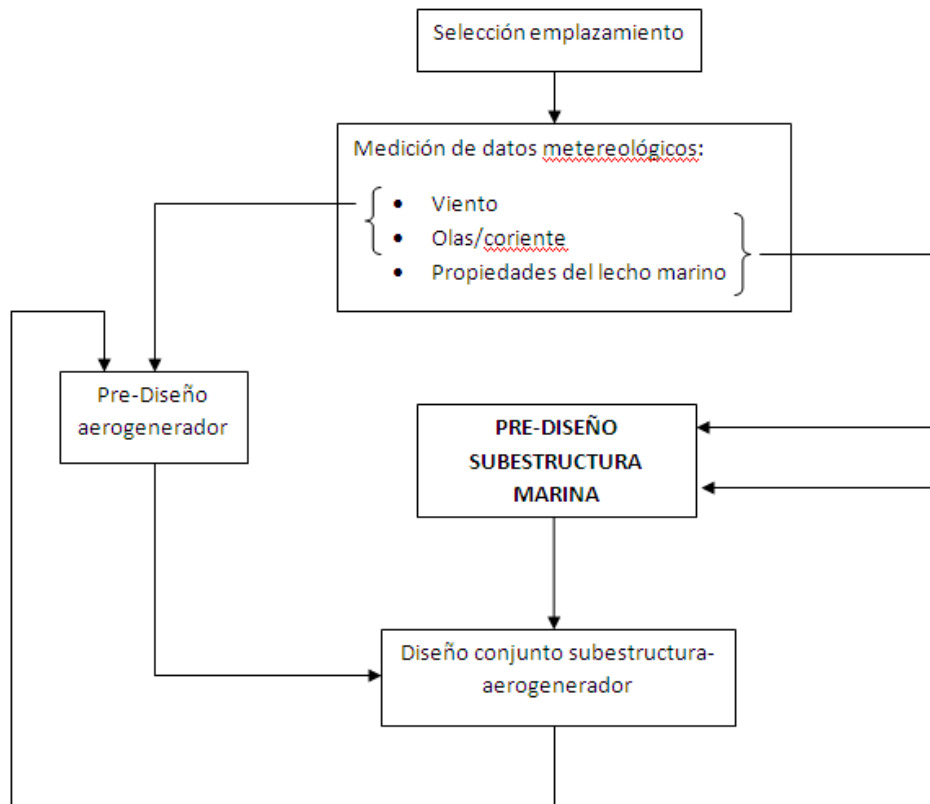 Selección emplazamiento
Medición de datos metereológicos:
• Viento
• Olas/coriente
• Propiedades del lecho marino
Pre-Diseño
aerogenerador
PRE-DISEÑO
SUBESTRUCTURA
MARINA
Diseño conjunto subestructura-
aerogenerador